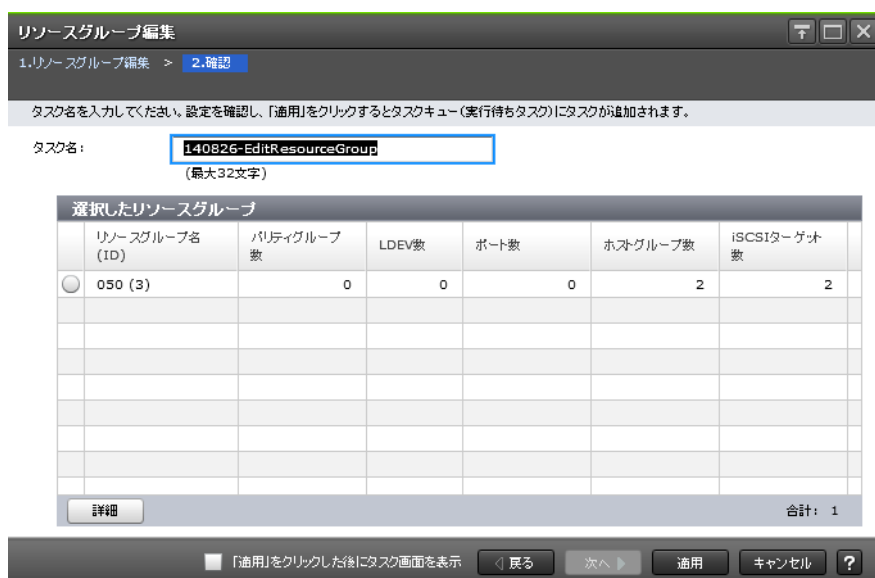 リソースグループ編集
1.リソースグループ編集 > 2.確認
タスク名を入力してください。設定を確認し、「適用」をクリックするとタスクキュー(実行待ちタスク)にタスクが追加されます。
タスク名: 140826-EditResourceGroup
(最大32文字)
選択したリソースグループ
リソースグループ名 パリティグループ LDEV数 ポート数 ホストグループ数 iSCSIターゲット
(ID) 数 数
050 (3) 0 0 0 2 2
詳細 合計: 1
「適用」をクリックした後にタスク画面を表示 戻る 次へ 適用 キャンセル ?